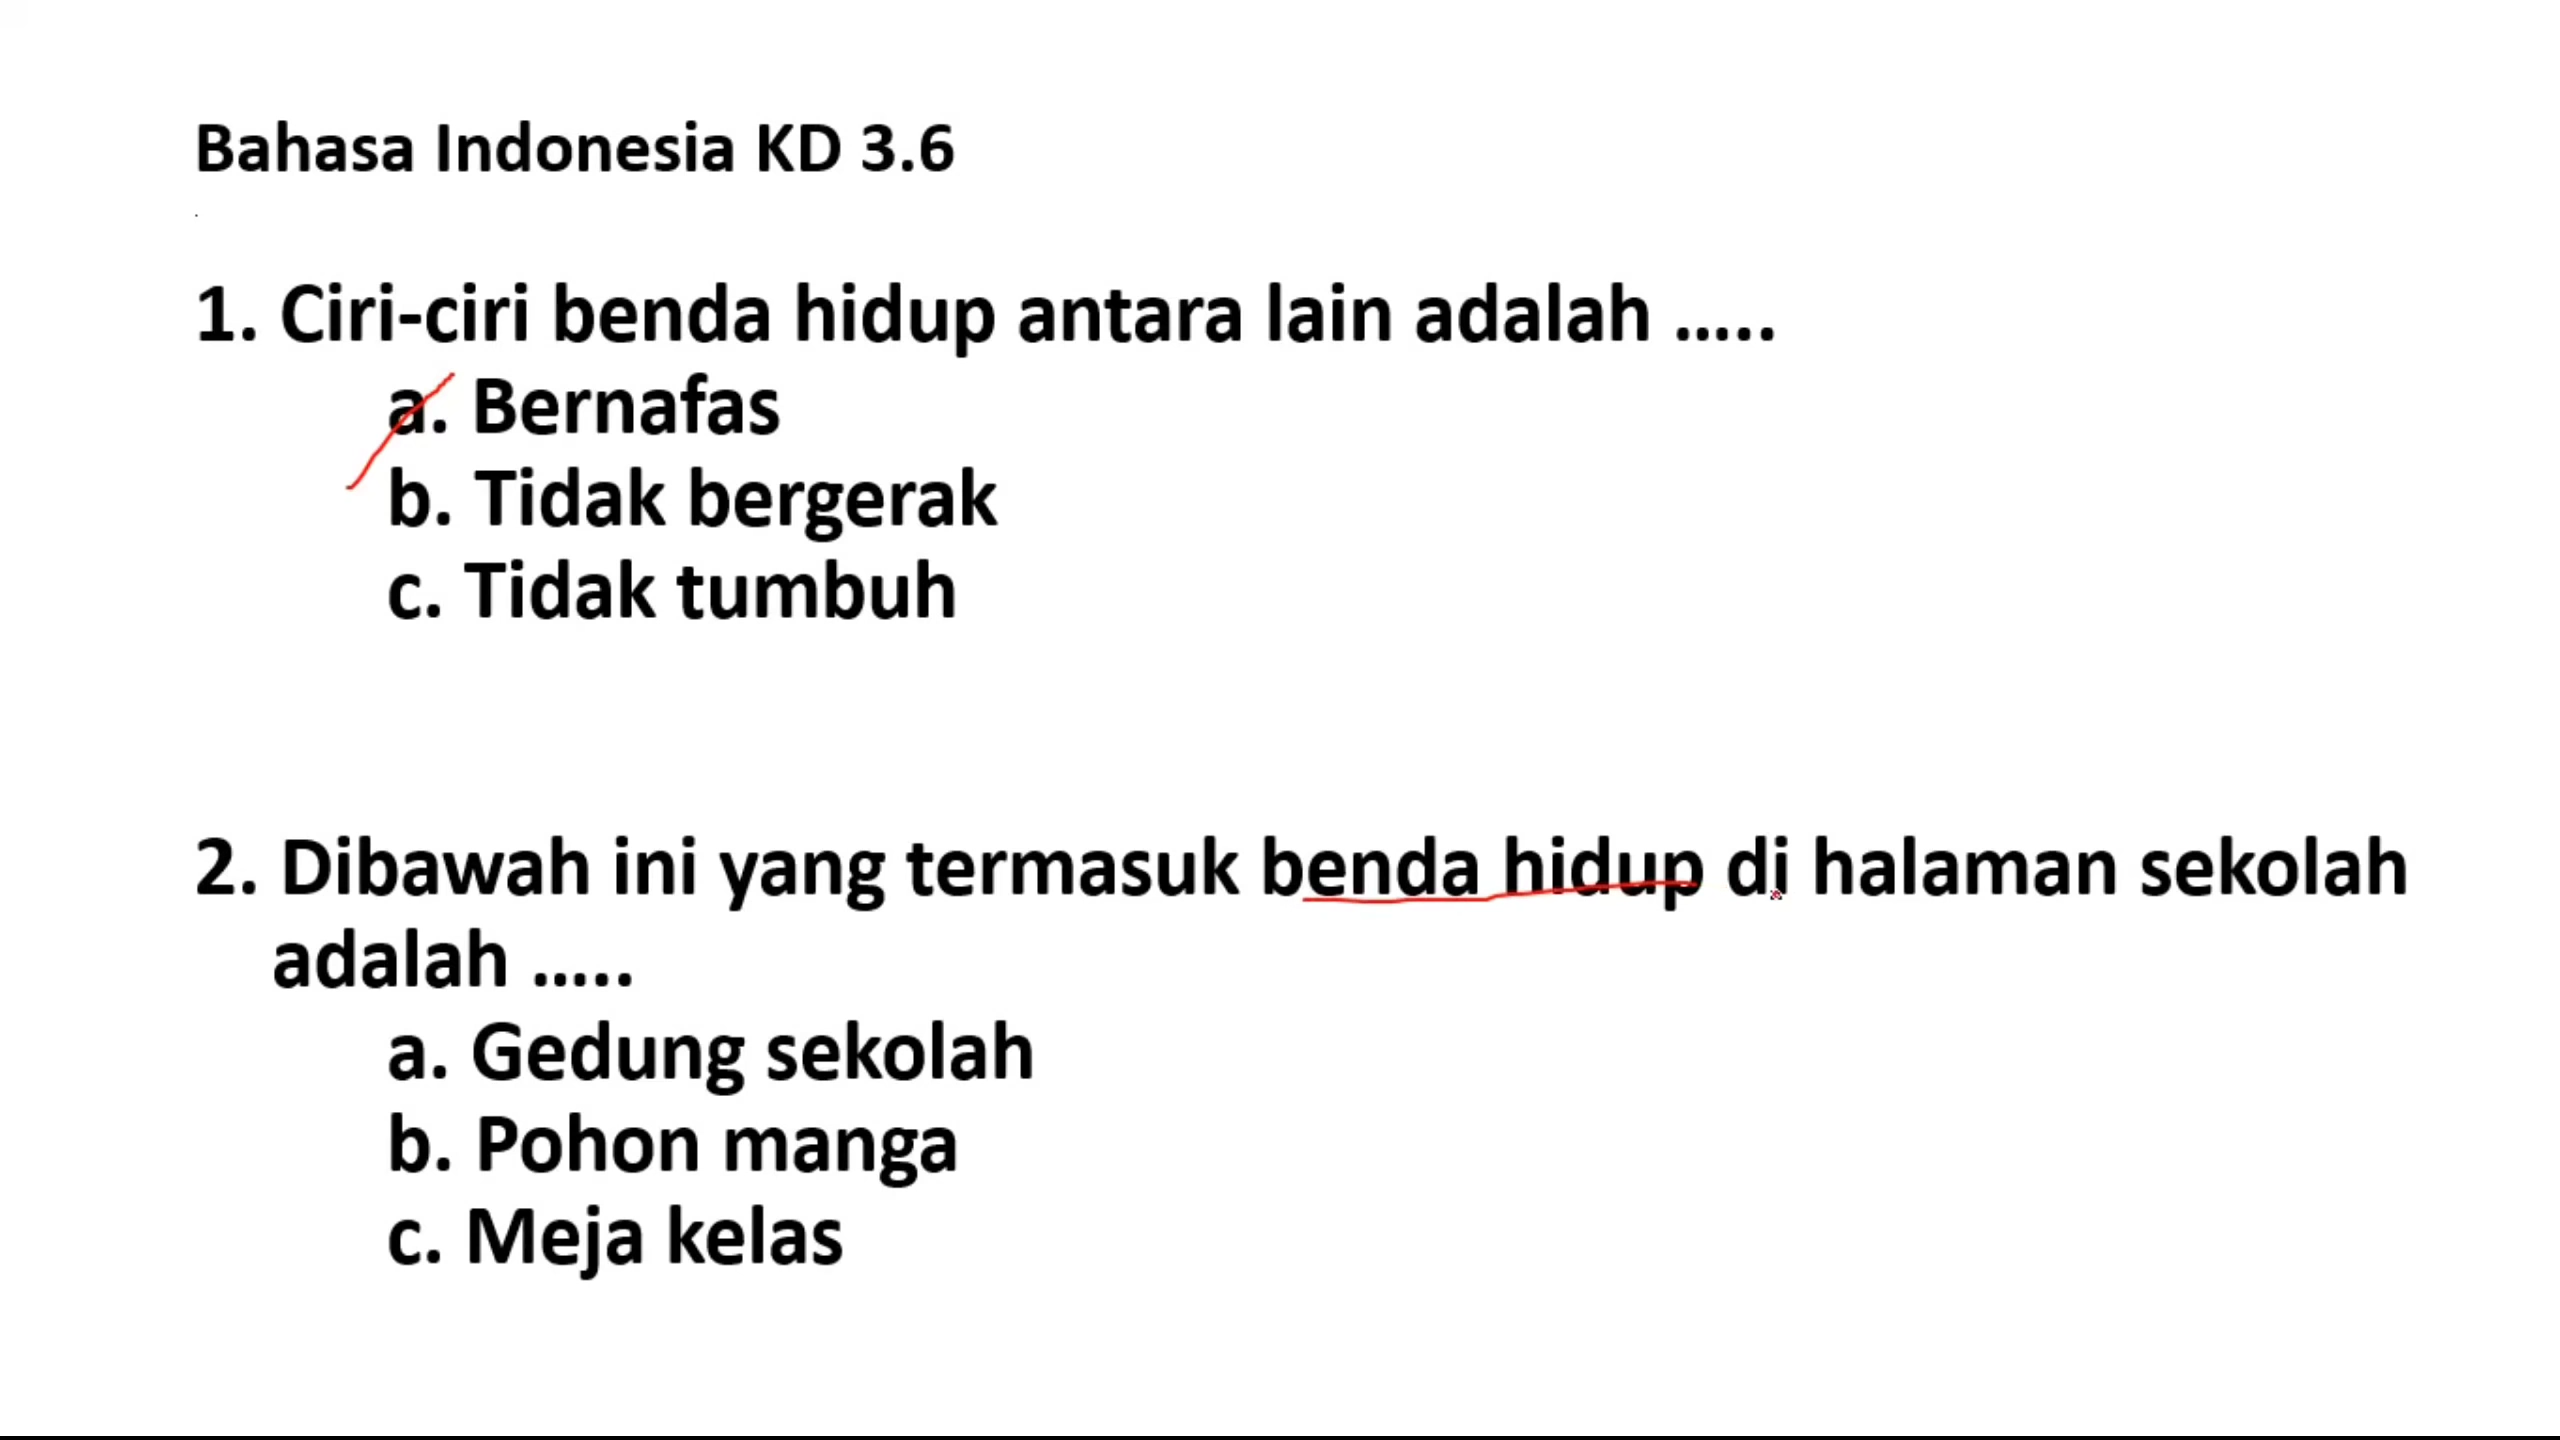 Bahasa Indonesia KD 3.6
1. Ciri-ciri benda hidup antara lain adalah .....
a. Bernafas
b. Tidak bergerak
c. Tidak tumbuh
2. Dibawah ini yang termasuk benda hidup di halaman sekolah
adalah .....
a. Gedung sekolah
b. Pohon manga
c. Meja kelas